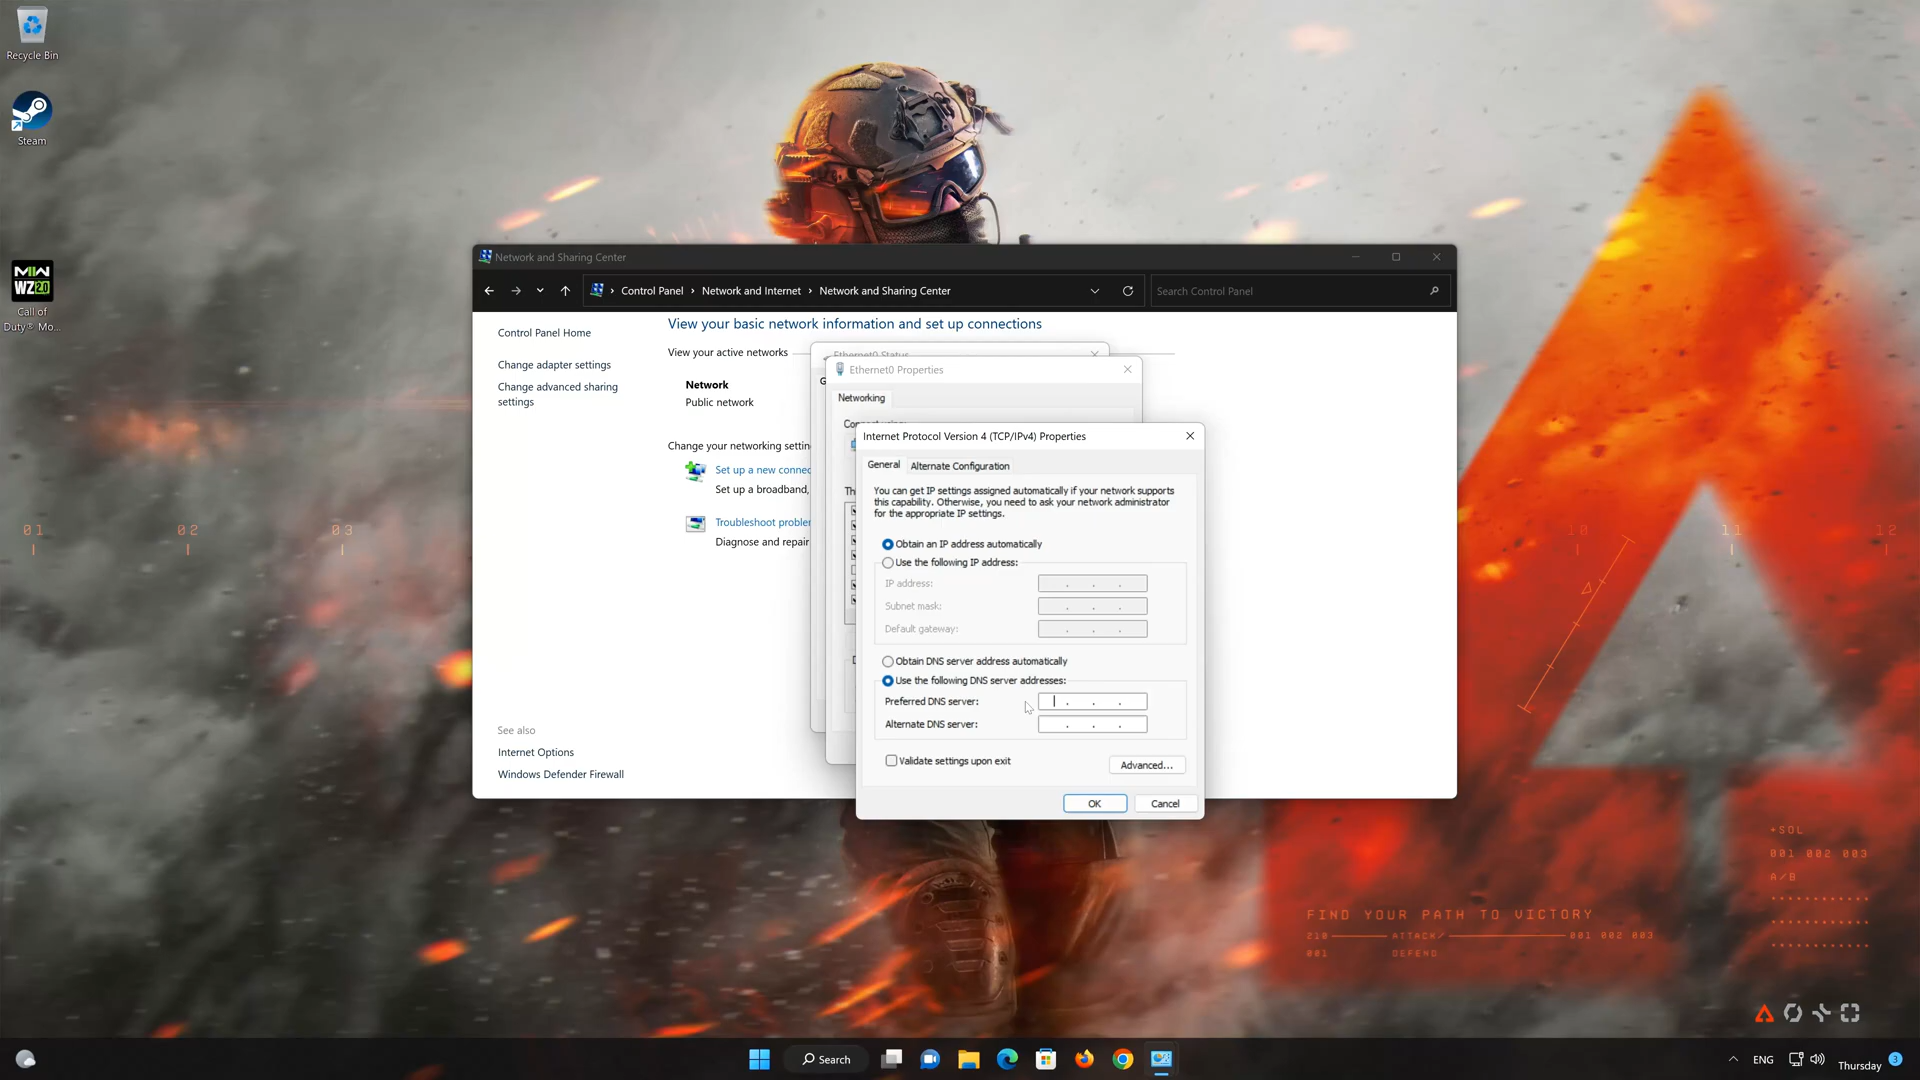 Recycle Bin
Steam
MIW
WZ2.0
Call of
Duty® Mo...
01
02
03
10
11
12
Network and Sharing Center
Control Panel
Network and Internet
Network and Sharing Center
Search Control Panel
Control Panel Home
Change adapter settings
Change advanced sharing
settings
View your basic network information and set up connections
View your active networks
Network
Public network
Change your networking settin
Set up a new connec
Set up a broadband,
Troubleshoot probler
Diagnose and repair
See also
Internet Options
Windows Defender Firewall
Ethernet0 Status
Ethernet0 Properties
Networking
Internet Protocol Version 4 (TCP/IPv4) Properties
General
Alternate Configuration
You can get IP settings assigned automatically if your network supports
this capability. Otherwise, you need to ask your network administrator
for the appropriate IP settings.
Obtain an IP address automatically
Use the following IP address:
IP address:
Subnet mask:
Default gateway:
Obtain DNS server address automatically
Use the following DNS server addresses:
Preferred DNS server:
Alternate DNS server:
Validate settings upon exit
Advanced...
OK
Cancel
+SOL
001 002 003
A/B
FIND YOUR PATH TO VICTORY
210
ATTACK/
001 002 003
001
DEFEND
Search
ENG
Thursday
3